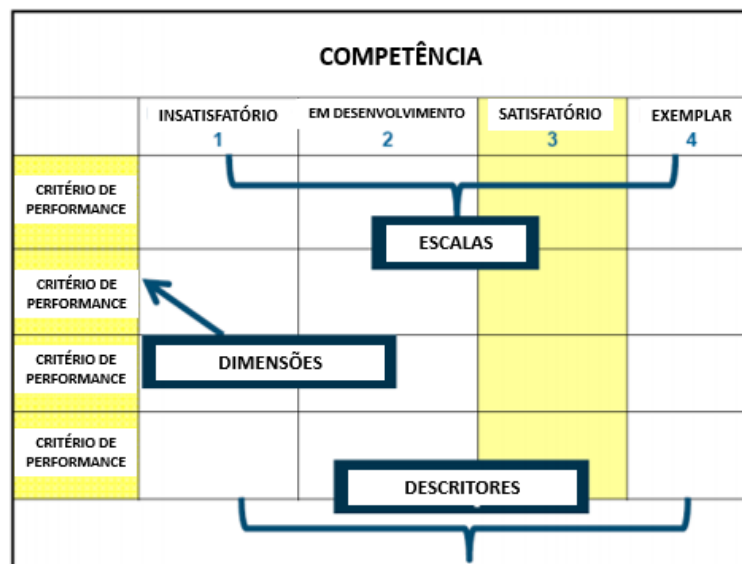 COMPETÊNCIA
INSATISFATÓRIO EM DESENVOLVIMENTO SATISFATÓRIO EXEMPLAR
1 2 3 4
CRITÉRIO DE
PERFORMANCE
ESCALAS
CRITÉRIO DE
PERFORMANCE
DIMENSÕES
CRITÉRIO DE
PERFORMANCE
CRITÉRIO DE
PERFORMANCE
DESCRITORES